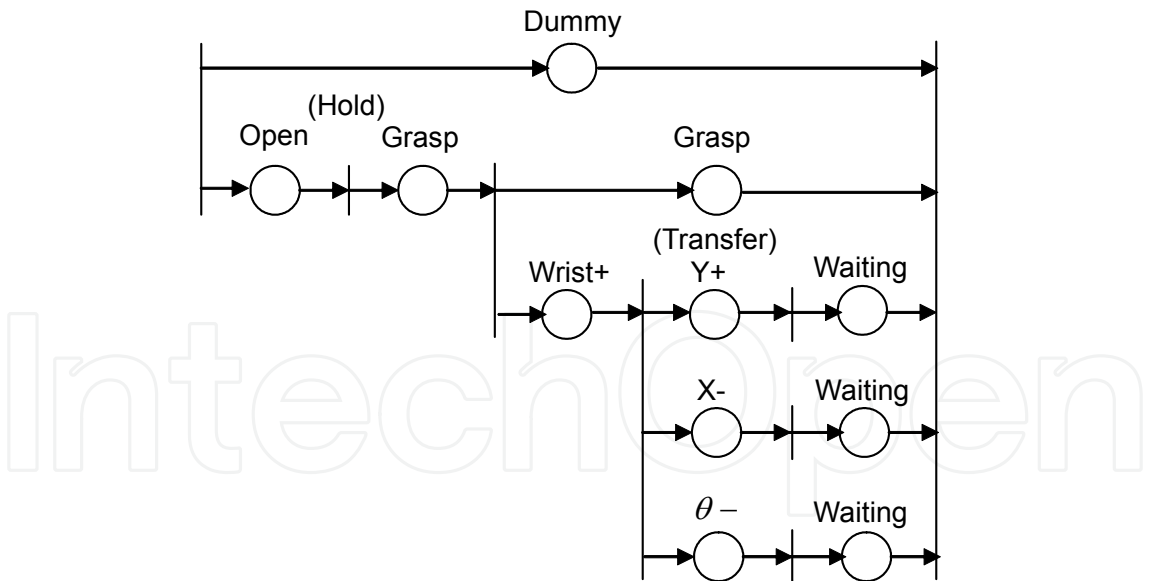 Dummy
(Hold)
Open Grasp Grasp
(Transfer)
Wrist+ Y+ Waiting
X- Waiting
θ – Waiting
IntechOpen